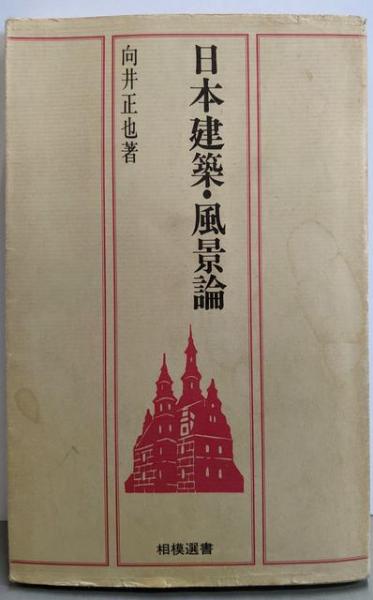 日本建築・風景論
向井正也著
相模選書